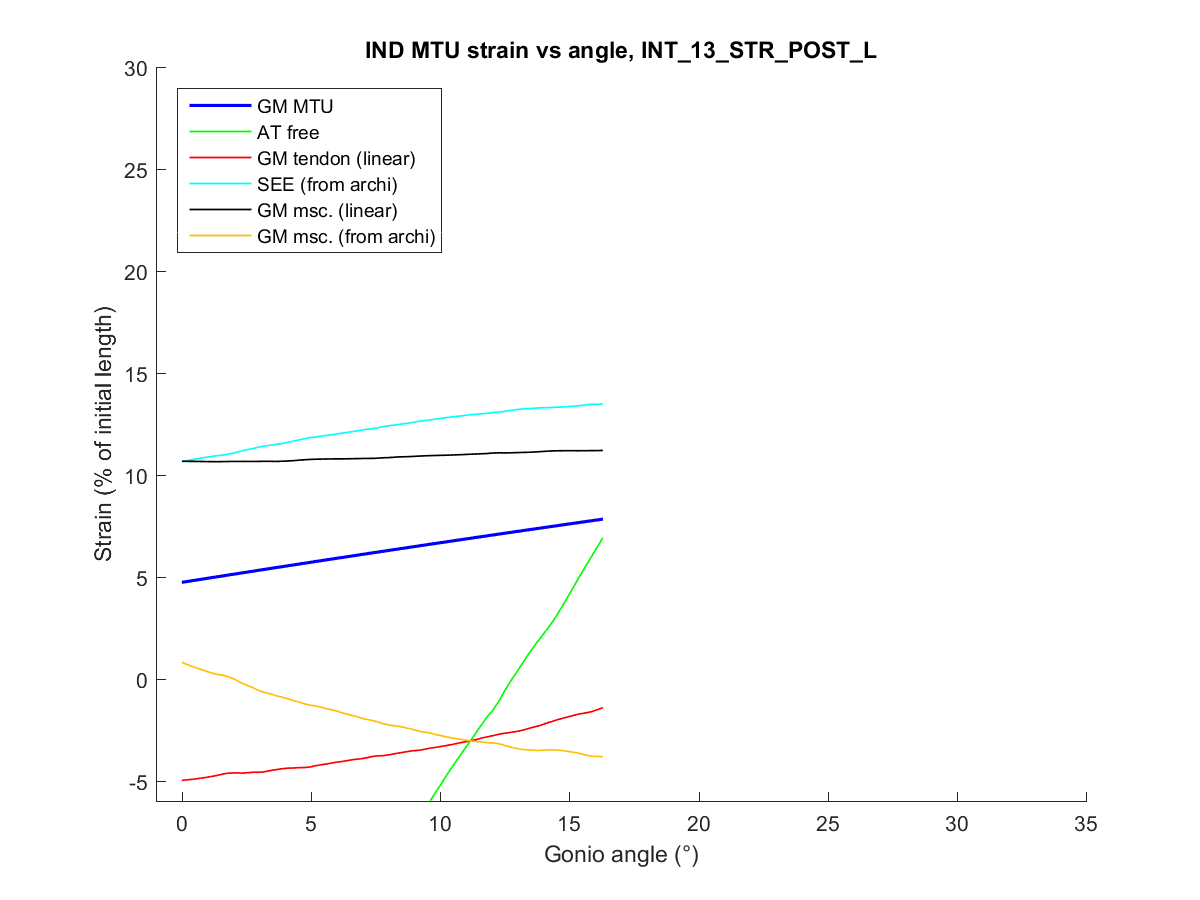 IND MTU strain vs angle, INT_13_STR_POST_L
30
25
20
15
10
5
0
-5
Strain (% of initial length)
GM MTU
AT free
GM tendon (linear)
SEE (from archi)
GM msc. (linear)
GM msc. (from archi)
0 5 10 15 20 25 30 35
Gonio angle (°)